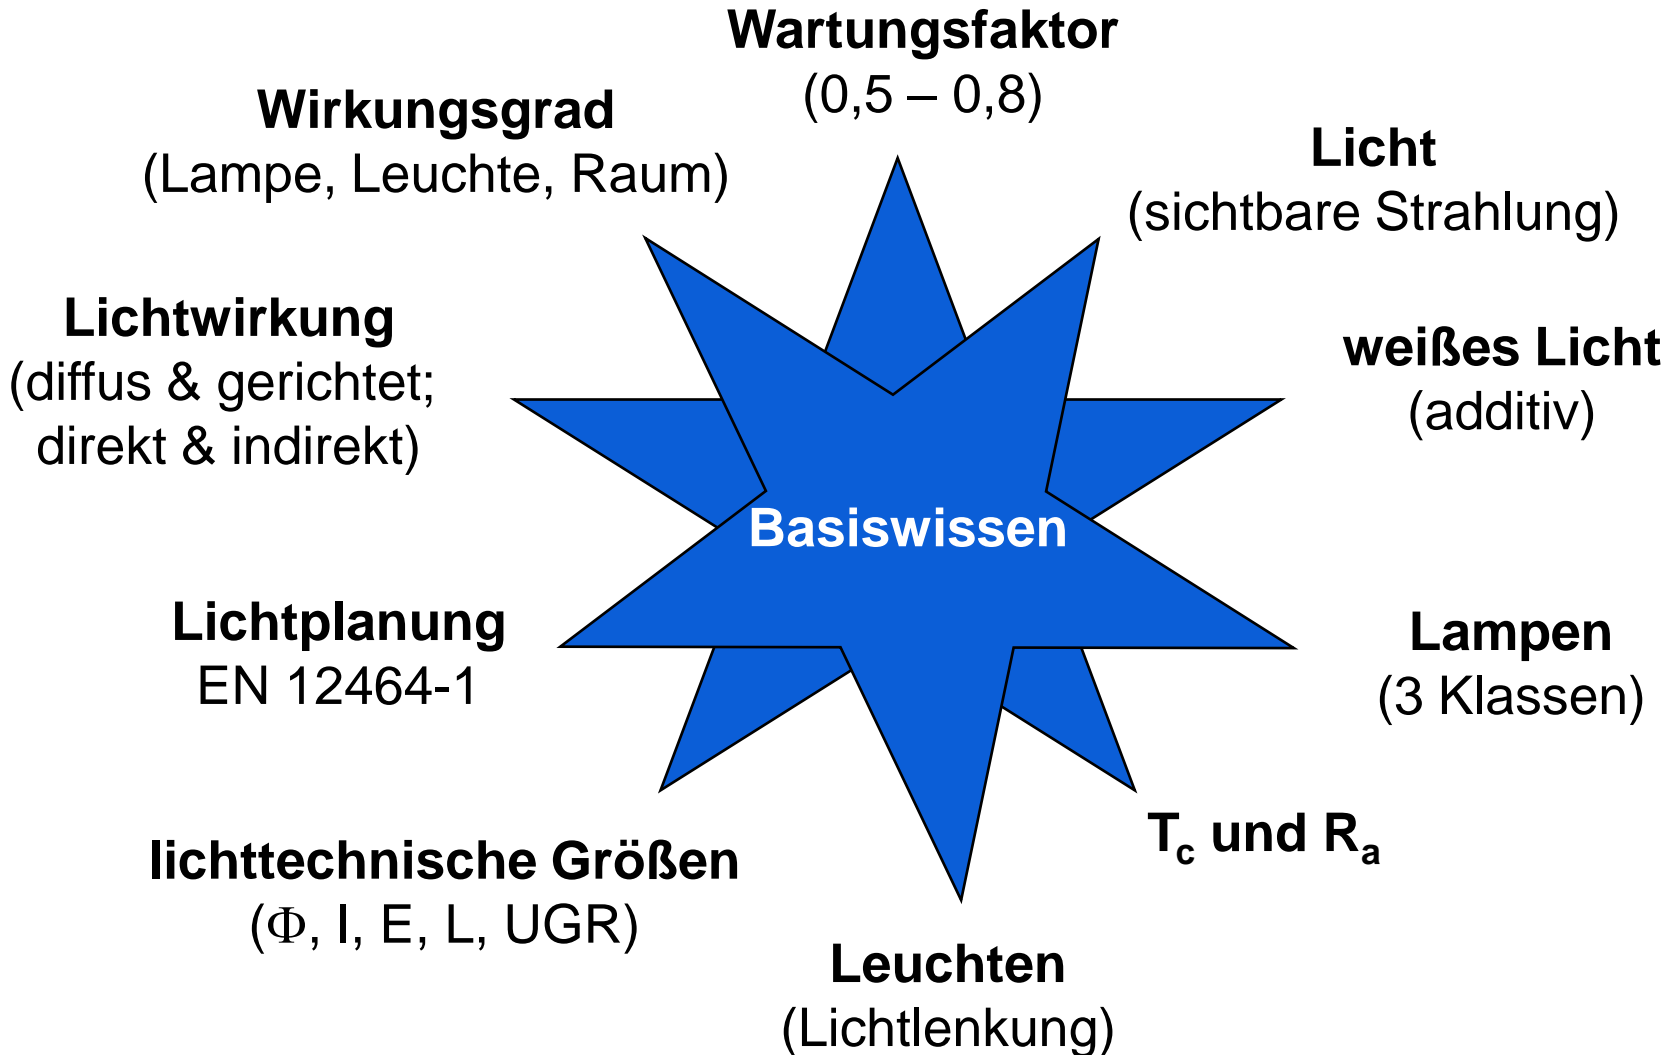 Wartungsfaktor
(0,5 – 0,8)
Wirkungsgrad
(Lampe, Leuchte, Raum)
Licht
(sichtbare Strahlung)
Lichtwirkung
(diffus & gerichtet;
direkt & indirekt)
weißes Licht
(additiv)
Basiswissen
Lichtplanung
EN 12464-1
Lampen
(3 Klassen)
Tc und Ra
lichttechnische Größen
(Φ, I, E, L, UGR)
Leuchten
(Lichtlenkung)